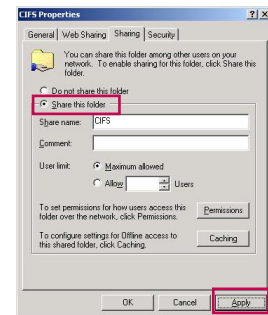 CIFS Properties
General Web Sharing Sharing Security
You can share this folder among other users on your
network. To enable sharing for this folder, click Share this
folder.
Do not share this folder
Share this folder
Share name: CIFS
Comment:
User limit: Maximum allowed
Allow Users
To set permissions for how users access this
folder over the network, click Permissions.
Permissions
To configure settings for Offline access to
this shared folder, click Caching.
Caching
OK Cancel Apply